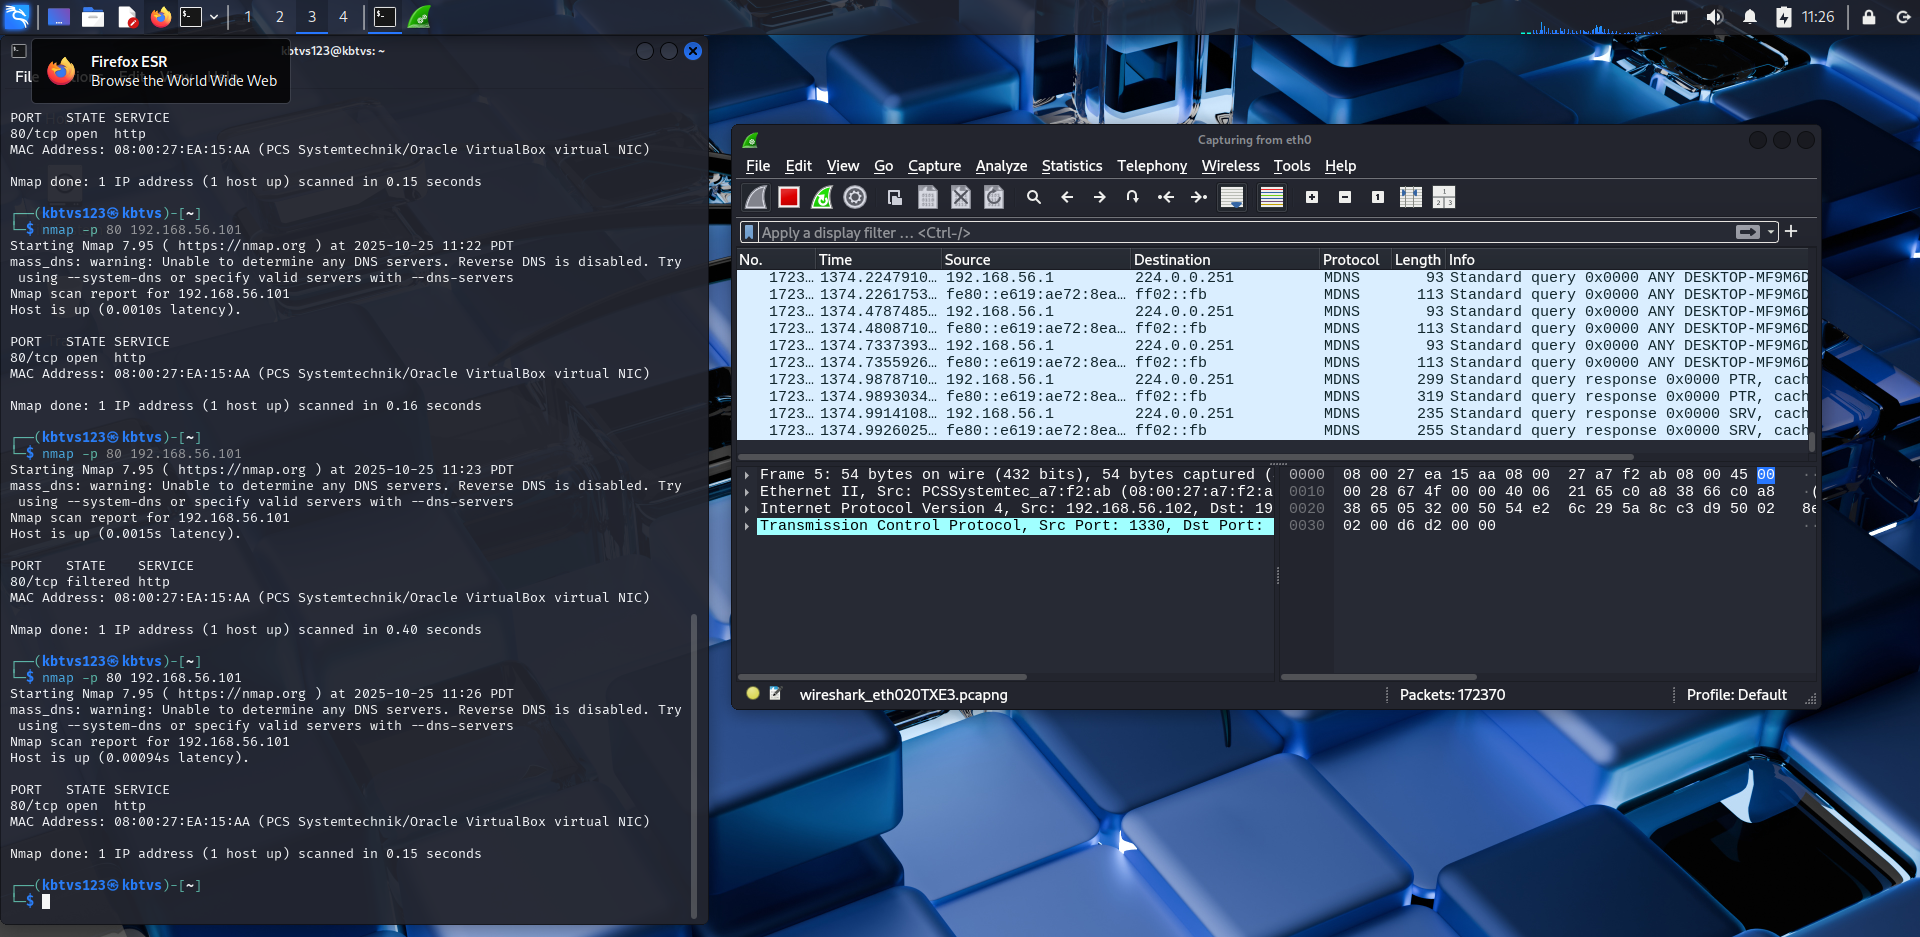 1 2 3 4 11:26
kbtvs123@kbtvs: ~
Firefox ESR
Browse the World Wide Web
PORT   STATE SERVICE
80/tcp open  http
MAC Address: 08:00:27:EA:15:AA (PCS Systemtechnik/Oracle VirtualBox virtual NIC)
Nmap done: 1 IP address (1 host up) scanned in 0.15 seconds
┌──(kbtvs123㉿kbtvs)-[~]
└─$ nmap -p 80 192.168.56.101
Starting Nmap 7.95 ( https://nmap.org ) at 2025-10-25 11:22 PDT
mass_dns: warning: Unable to determine any DNS servers. Reverse DNS is disabled. Try
using --system-dns or specify valid servers with --dns-servers
Nmap scan report for 192.168.56.101
Host is up (0.0010s latency).
PORT   STATE SERVICE
80/tcp open  http
MAC Address: 08:00:27:EA:15:AA (PCS Systemtechnik/Oracle VirtualBox virtual NIC)
Nmap done: 1 IP address (1 host up) scanned in 0.16 seconds
┌──(kbtvs123㉿kbtvs)-[~]
└─$ nmap -p 80 192.168.56.101
Starting Nmap 7.95 ( https://nmap.org ) at 2025-10-25 11:23 PDT
mass_dns: warning: Unable to determine any DNS servers. Reverse DNS is disabled. Try
using --system-dns or specify valid servers with --dns-servers
Nmap scan report for 192.168.56.101
Host is up (0.0015s latency).
PORT   STATE    SERVICE
80/tcp filtered http
MAC Address: 08:00:27:EA:15:AA (PCS Systemtechnik/Oracle VirtualBox virtual NIC)
Nmap done: 1 IP address (1 host up) scanned in 0.40 seconds
┌──(kbtvs123㉿kbtvs)-[~]
└─$ nmap -p 80 192.168.56.101
Starting Nmap 7.95 ( https://nmap.org ) at 2025-10-25 11:26 PDT
mass_dns: warning: Unable to determine any DNS servers. Reverse DNS is disabled. Try
using --system-dns or specify valid servers with --dns-servers
Nmap scan report for 192.168.56.101
Host is up (0.00094s latency).
PORT   STATE SERVICE
80/tcp open  http
MAC Address: 08:00:27:EA:15:AA (PCS Systemtechnik/Oracle VirtualBox virtual NIC)
Nmap done: 1 IP address (1 host up) scanned in 0.15 seconds
┌──(kbtvs123㉿kbtvs)-[~]
└─$
Capturing from eth0
File Edit View Go Capture Analyze Statistics Telephony Wireless Tools Help
Apply a display filter ... <Ctrl-/>
No. Time Source Destination Protocol Length Info
1723… 1374.2247910… 192.168.56.1 224.0.0.251 MDNS 93 Standard query 0x0000 ANY DESKTOP-MF9M6D
1723… 1374.2261753… fe80::e619:ae72:8ea… ff02::fb MDNS 113 Standard query 0x0000 ANY DESKTOP-MF9M6D
1723… 1374.4787485… 192.168.56.1 224.0.0.251 MDNS 93 Standard query 0x0000 ANY DESKTOP-MF9M6D
1723… 1374.4808710… fe80::e619:ae72:8ea… ff02::fb MDNS 113 Standard query 0x0000 ANY DESKTOP-MF9M6D
1723… 1374.7337393… 192.168.56.1 224.0.0.251 MDNS 93 Standard query 0x0000 ANY DESKTOP-MF9M6D
1723… 1374.7355926… fe80::e619:ae72:8ea… ff02::fb MDNS 113 Standard query 0x0000 ANY DESKTOP-MF9M6D
1723… 1374.9878710… 192.168.56.1 224.0.0.251 MDNS 299 Standard query response 0x0000 PTR, cach
1723… 1374.9893034… fe80::e619:ae72:8ea… ff02::fb MDNS 319 Standard query response 0x0000 PTR, cach
1723… 1374.9914108… 192.168.56.1 224.0.0.251 MDNS 235 Standard query response 0x0000 SRV, cach
1723… 1374.9926025… fe80::e619:ae72:8ea… ff02::fb MDNS 255 Standard query response 0x0000 SRV, cach
Frame 5: 54 bytes on wire (432 bits), 54 bytes captured (
Ethernet II, Src: PCSSystemtec_a7:f2:ab (08:00:27:a7:f2:a
Internet Protocol Version 4, Src: 192.168.56.102, Dst: 19
Transmission Control Protocol, Src Port: 1330, Dst Port:
0000 08 00 27 ea 15 aa 08 00 27 a7 f2 ab 08 00 45 00 ··
0010 00 28 67 4f 00 00 40 06 21 65 c0 a8 38 66 c0 a8 ·(
0020 38 65 05 32 00 50 54 e2 6c 29 5a 8c c3 d9 50 02 8e
0030 02 00 d6 d2 00 00 ··
wireshark_eth020TXE3.pcapng Packets: 172370 Profile: Default